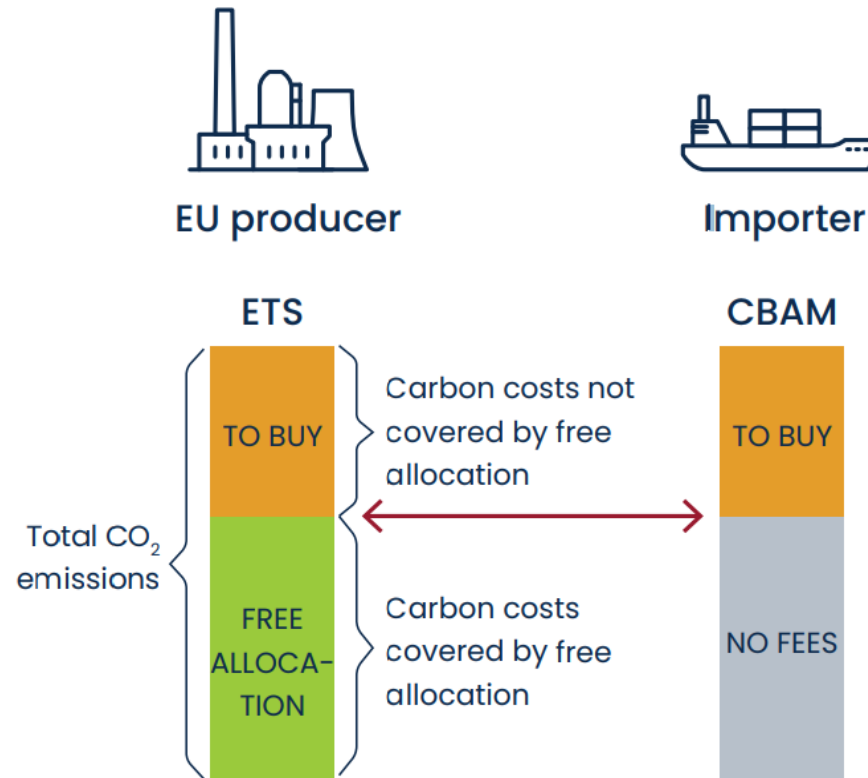 EU producer
Importer
ETS
CBAM
TO BUY
Carbon costs not
covered by free
allocation
TO BUY
Total CO₂
emissions
FREE
ALLOCA-
TION
Carbon costs
covered by free
allocation
NO FEES